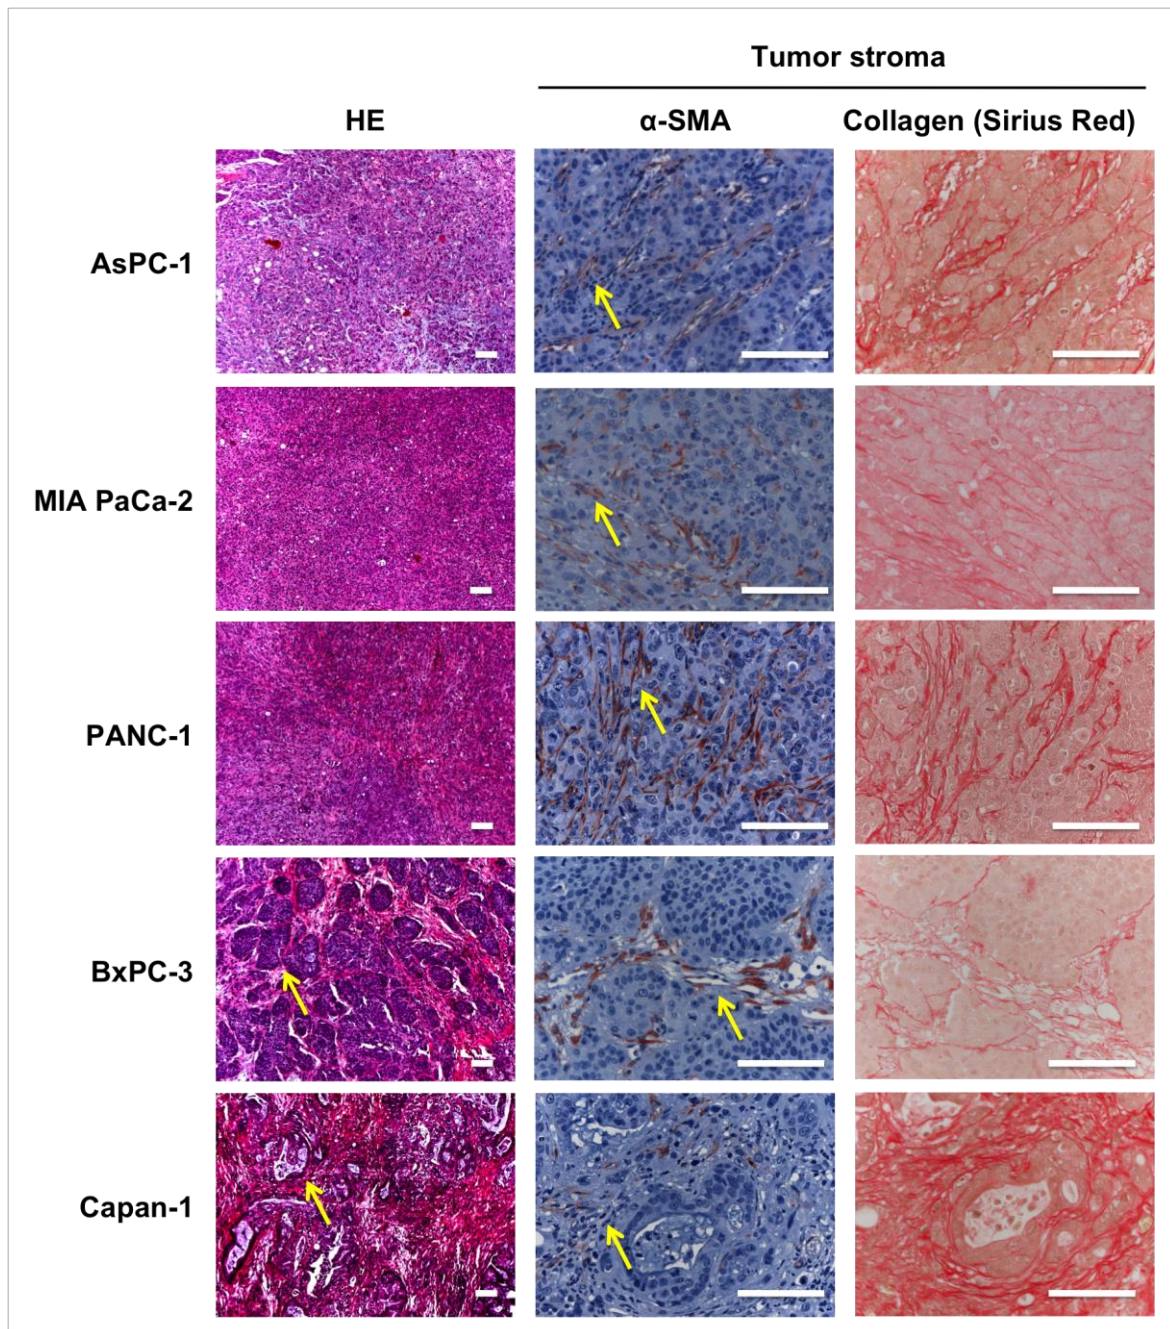 Tumor stroma
HE α-SMA Collagen (Sirius Red)
AsPC-1
MIA PaCa-2
PANC-1
BxPC-3
Capan-1